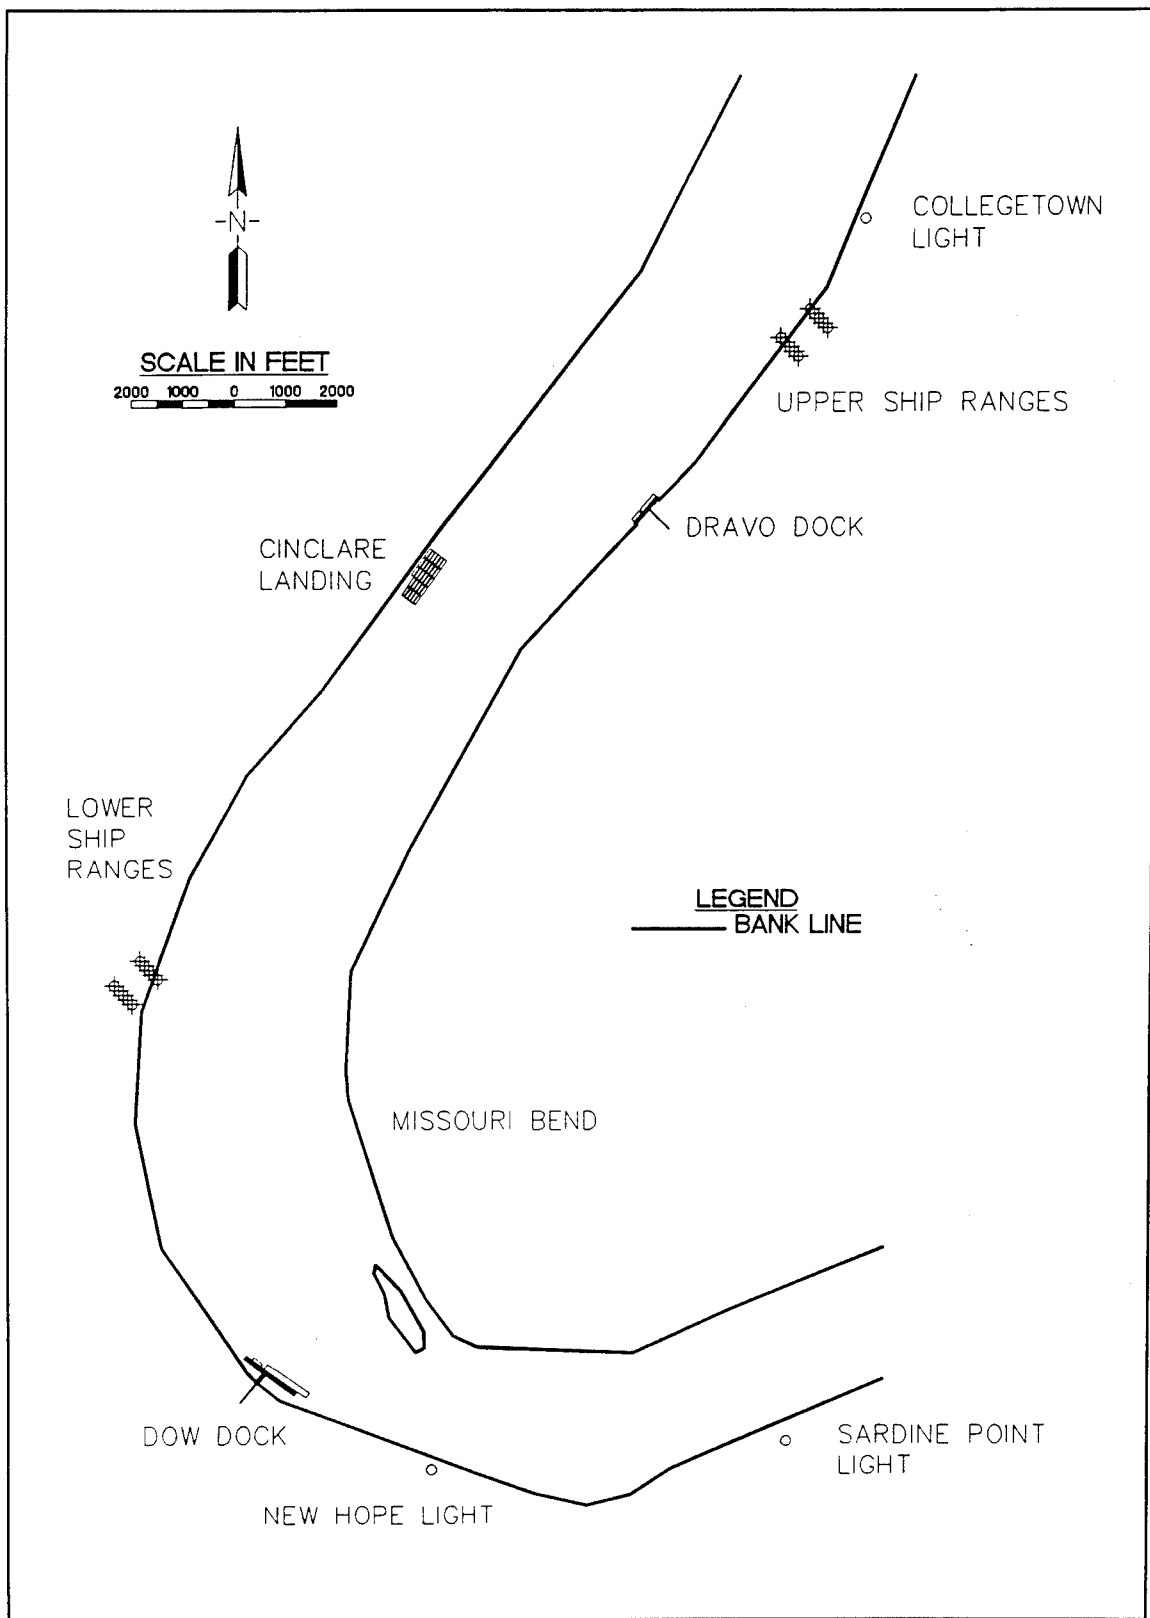 COLLEGETOWN
LIGHT
-N-
SCALE IN FEET
2000 1000 0 1000 2000
UPPER SHIP RANGES
DRAVO DOCK
CINCLARE
LANDING
LOWER
SHIP
RANGES
LEGEND
BANK LINE
MISSOURI BEND
DOW DOCK
SARDINE POINT
LIGHT
NEW HOPE LIGHT